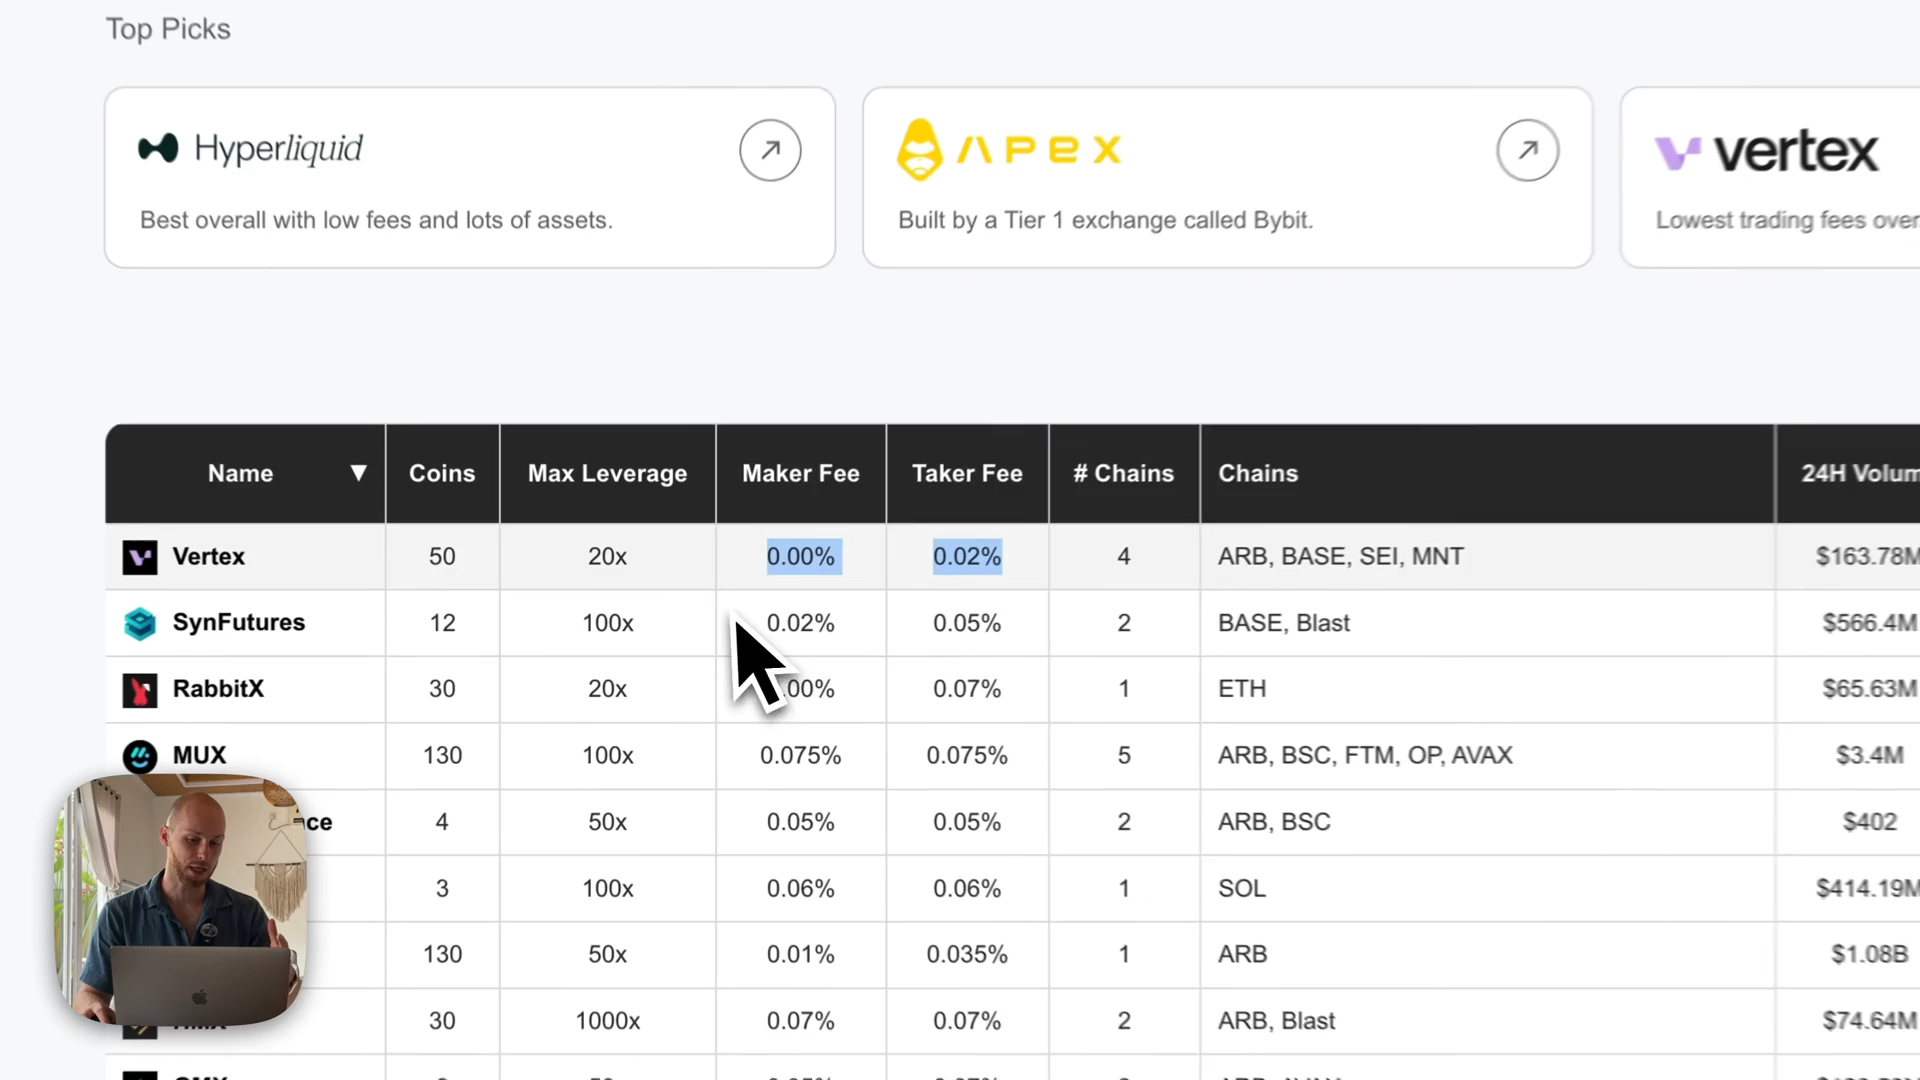 Top Picks
Hyperliquid
Best overall with low fees and lots of assets.
APEX
Built by a Tier 1 exchange called Bybit.
vertex
Lowest trading fees over
Name ▼ Coins Max Leverage Maker Fee Taker Fee # Chains Chains 24H Volum
Vertex 50 20x 0.00% 0.02% 4 ARB, BASE, SEI, MNT $163.78M
SynFutures 12 100x 0.02% 0.05% 2 BASE, Blast $566.4M
RabbitX 30 20x .00% 0.07% 1 ETH $65.63M
MUX 130 100x 0.075% 0.075% 5 ARB, BSC, FTM, OP, AVAX $3.4M
ce 4 50x 0.05% 0.05% 2 ARB, BSC $402
3 100x 0.06% 0.06% 1 SOL $414.19M
130 50x 0.01% 0.035% 1 ARB $1.08B
30 1000x 0.07% 0.07% 2 ARB, Blast $74.64M